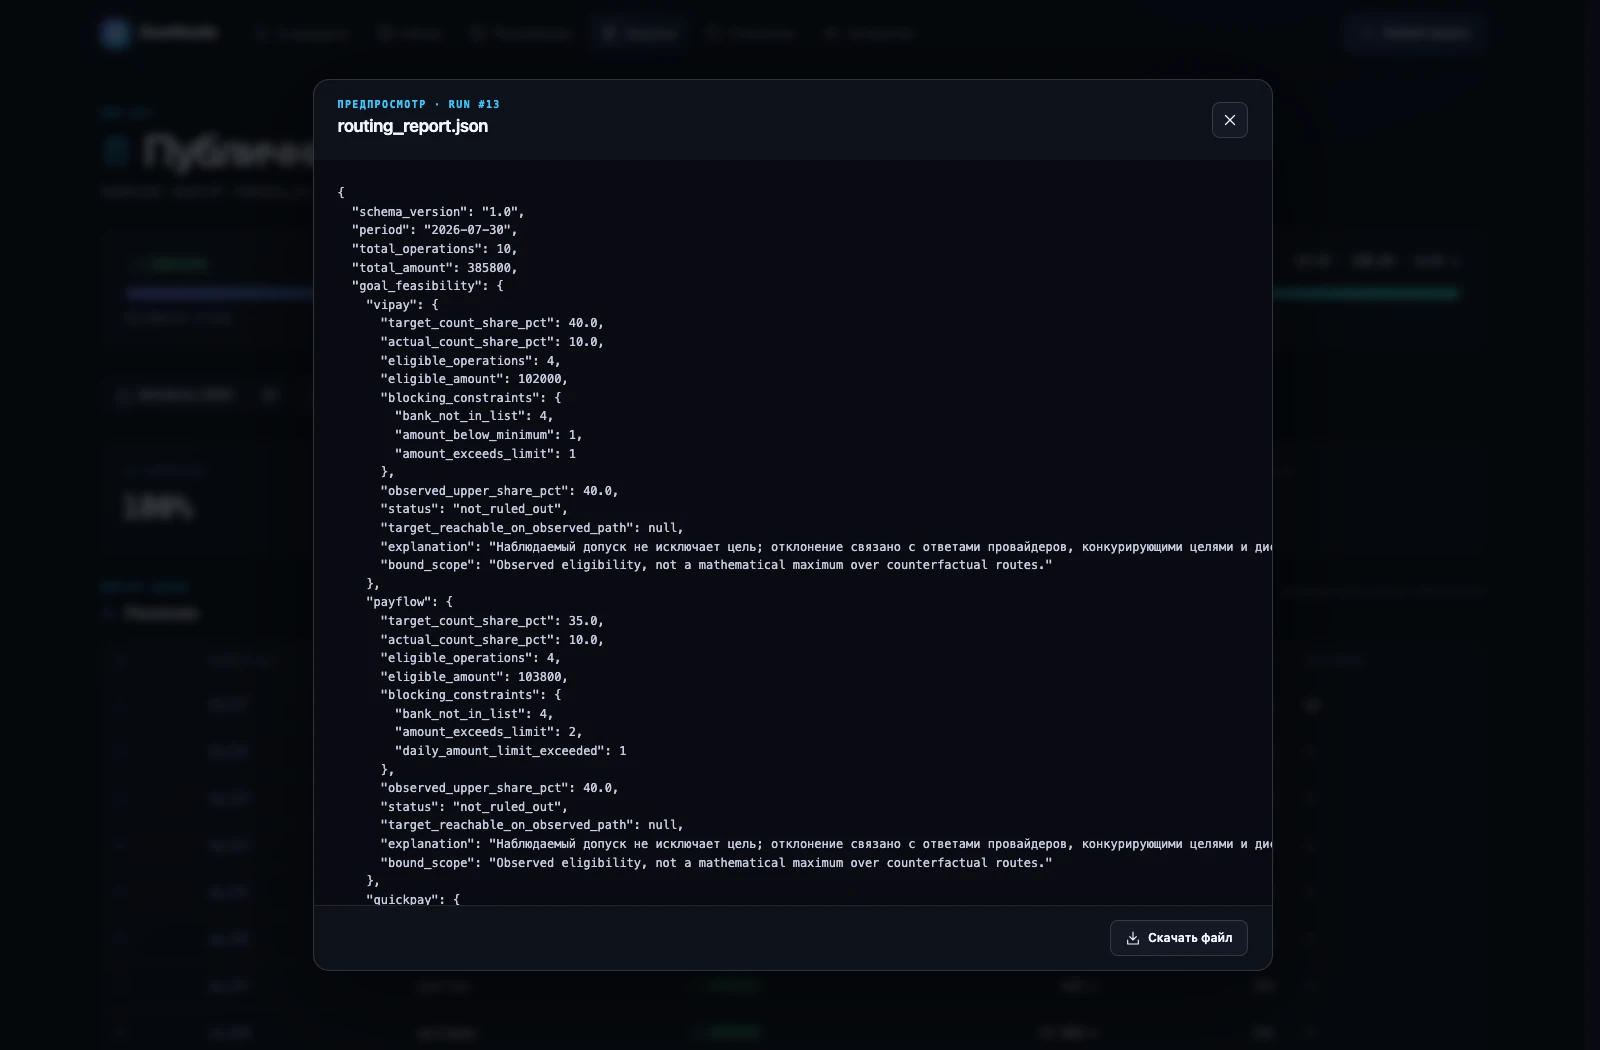 ПРЕДПРОСМОТР · RUN #13
routing_report.json
{
"schema_version": "1.0",
"period": "2026-07-30",
"total_operations": 10,
"total_amount": 385800,
"goal_feasibility": {
"vipay": {
"target_count_share_pct": 40.0,
"actual_count_share_pct": 10.0,
"eligible_operations": 4,
"eligible_amount": 102000,
"blocking_constraints": {
"bank_not_in_list": 4,
"amount_below_minimum": 1,
"amount_exceeds_limit": 1
},
"observed_upper_share_pct": 40.0,
"status": "not_ruled_out",
"target_reachable_on_observed_path": null,
"explanation": "Наблюдаемый допуск не исключает цель; отклонение связано с ответами провайдеров, конкурирующими целями и дис
"bound_scope": "Observed eligibility, not a mathematical maximum over counterfactual routes."
},
"payflow": {
"target_count_share_pct": 35.0,
"actual_count_share_pct": 10.0,
"eligible_operations": 4,
"eligible_amount": 103800,
"blocking_constraints": {
"bank_not_in_list": 4,
"amount_exceeds_limit": 2,
"daily_amount_limit_exceeded": 1
},
"observed_upper_share_pct": 40.0,
"status": "not_ruled_out",
"target_reachable_on_observed_path": null,
"explanation": "Наблюдаемый допуск не исключает цель; отклонение связано с ответами провайдеров, конкурирующими целями и дис
"bound_scope": "Observed eligibility, not a mathematical maximum over counterfactual routes."
},
"quickpay": {
Скачать файл